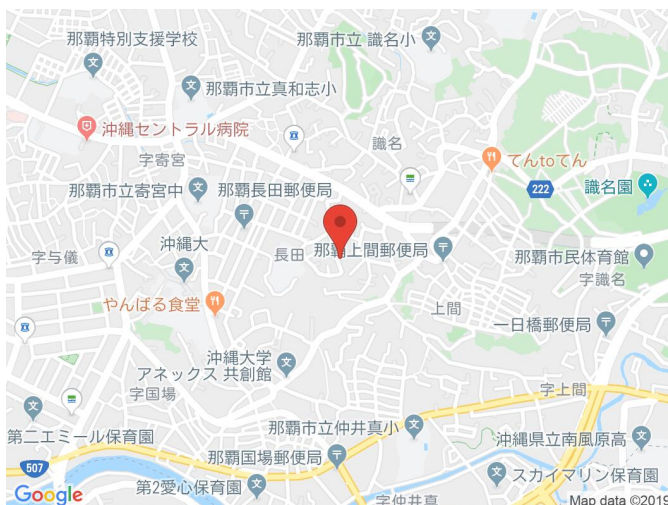 那覇特別支援学校
那覇市立 識名小
那覇市立真和志小
沖縄セントラル病院
識名
字寄宮
てんtoてん
那覇市立寄宮中
那覇長田郵便局
222
識名園
字与儀
沖縄大
長田
那覇上間郵便局
那覇市民体育館
字識名
やんばる食堂
上間
一日橋郵便局
沖縄大学
アネックス 共創館
字国場
字上間
第二エミール保育園
那覇市立仲井真小
沖縄県立南風原高
507
那覇国場郵便局
スカイマリン保育園
第2愛心保育園
字仲井真
Google
Map data ©2019